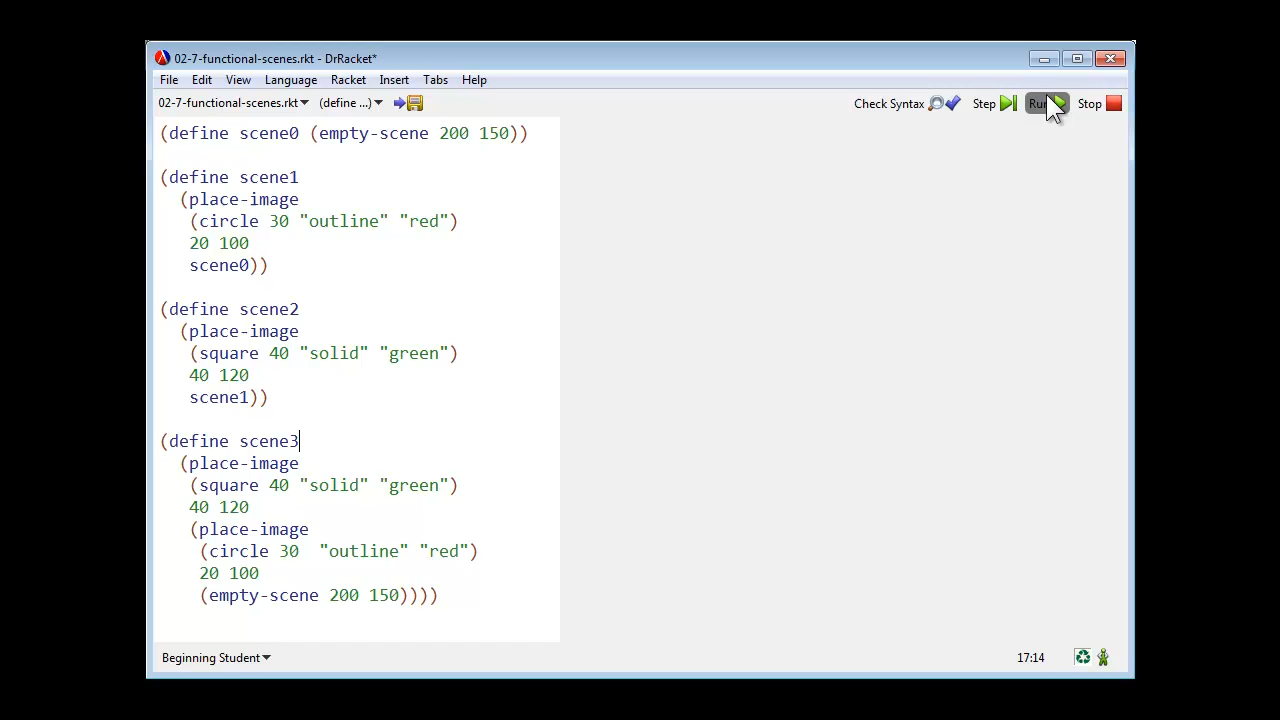 02-7-functional-scenes.rkt - DrRacket*
File Edit View Language Racket Insert Tabs Help
02-7-functional-scenes.rkt (define ...) Check Syntax Step Run Stop
(define scene0 (empty-scene 200 150))
(define scene1
(place-image
(circle 30 "outline" "red")
20 100
scene0))
(define scene2
(place-image
(square 40 "solid" "green")
40 120
scene1))
(define scene3
(place-image
(square 40 "solid" "green")
40 120
(place-image
(circle 30  "outline" "red")
20 100
(empty-scene 200 150))))
Beginning Student 17:14